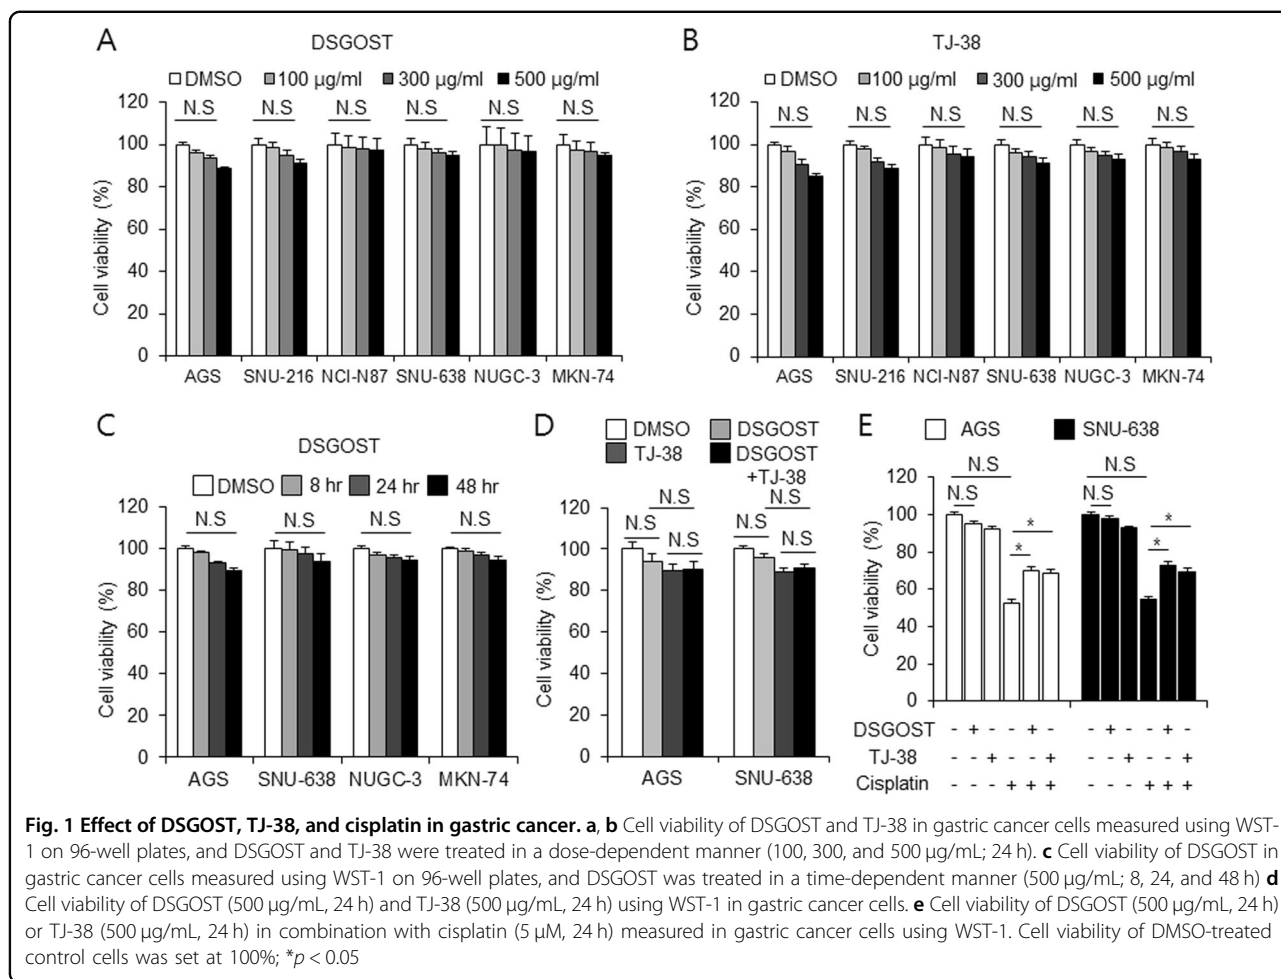 A
DSGOST
DMSO 100 µg/ml 300 µg/ml 500 µg/ml
120
100
80
60
40
20
0
Cell viability (%)
N.S N.S N.S N.S N.S N.S
AGS SNU-216 NCI-N87 SNU-638 NUGC-3 MKN-74
B
TJ-38
DMSO 100 µg/ml 300 µg/ml 500 µg/ml
120
100
80
60
40
20
0
Cell viability (%)
N.S N.S N.S N.S N.S N.S
AGS SNU-216 NCI-N87 SNU-638 NUGC-3 MKN-74
C
DSGOST
DMSO 8 hr 24 hr 48 hr
120
100
80
60
40
20
0
Cell viability (%)
N.S N.S N.S N.S
AGS SNU-638 NUGC-3 MKN-74
D
DMSO DSGOST
TJ-38 DSGOST
+TJ-38
120
100
80
60
40
20
0
Cell viability (%)
N.S N.S
N.S N.S
N.S N.S
AGS SNU-638
E
AGS SNU-638
120
100
80
60
40
20
0
Cell viability (%)
N.S N.S
N.S N.S
* *
* *
DSGOST - + - - + - - + - - + -
TJ-38 - - + - - + - - + - - +
Cisplatin - - - + + + - - - + + +
Fig. 1 Effect of DSGOST, TJ-38, and cisplatin in gastric cancer. a, b Cell viability of DSGOST and TJ-38 in gastric cancer cells measured using WST-
1 on 96-well plates, and DSGOST and TJ-38 were treated in a dose-dependent manner (100, 300, and 500 µg/mL; 24 h). c Cell viability of DSGOST in
gastric cancer cells measured using WST-1 on 96-well plates, and DSGOST was treated in a time-dependent manner (500 µg/mL; 8, 24, and 48 h) d
Cell viability of DSGOST (500 µg/mL, 24 h) and TJ-38 (500 µg/mL, 24 h) using WST-1 in gastric cancer cells. e Cell viability of DSGOST (500 µg/mL, 24 h)
or TJ-38 (500 µg/mL, 24 h) in combination with cisplatin (5 µM, 24 h) measured in gastric cancer cells using WST-1. Cell viability of DMSO-treated
control cells was set at 100%; *p < 0.05